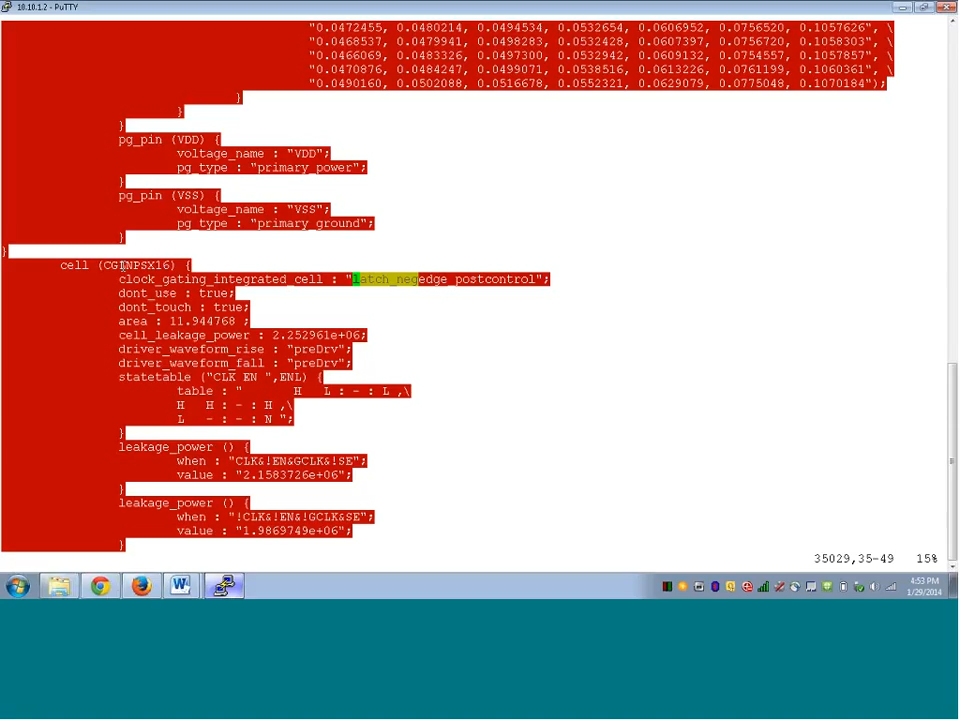 10.10.1.2 - PuTTY
"0.0472455, 0.0480214, 0.0494534, 0.0532654, 0.0606952, 0.0756520, 0.1057626", \
"0.0468537, 0.0479941, 0.0498283, 0.0532428, 0.0607397, 0.0756720, 0.1058303", \
"0.0466069, 0.0483326, 0.0497300, 0.0532942, 0.0609132, 0.0754557, 0.1057857", \
"0.0470876, 0.0484247, 0.0499071, 0.0538516, 0.0613226, 0.0761199, 0.1060361", \
"0.0490160, 0.0502088, 0.0516678, 0.0552321, 0.0629079, 0.0775048, 0.1070184");
}
}
}
pg_pin (VDD) {
voltage_name : "VDD";
pg_type : "primary_power";
}
pg_pin (VSS) {
voltage_name : "VSS";
pg_type : "primary_ground";
}
}
cell (CGINPSX16) {
clock_gating_integrated_cell : "latch_negedge_postcontrol";
dont_use : true;
dont_touch : true;
area : 11.944768 ;
cell_leakage_power : 2.252961e+06;
driver_waveform_rise : "preDrv";
driver_waveform_fall : "preDrv";
statetable ("CLK EN ",ENL) {
table : " H L : - : L ,\
H H : - : H ,\
L - : - : N ";
}
leakage_power () {
when : "CLK&!EN&GCLK&!SE";
value : "2.1583726e+06";
}
leakage_power () {
when : "!CLK&!EN&!GCLK&SE";
value : "1.9869749e+06";
}
35029,35-49 15%
4:53 PM
1/29/2014